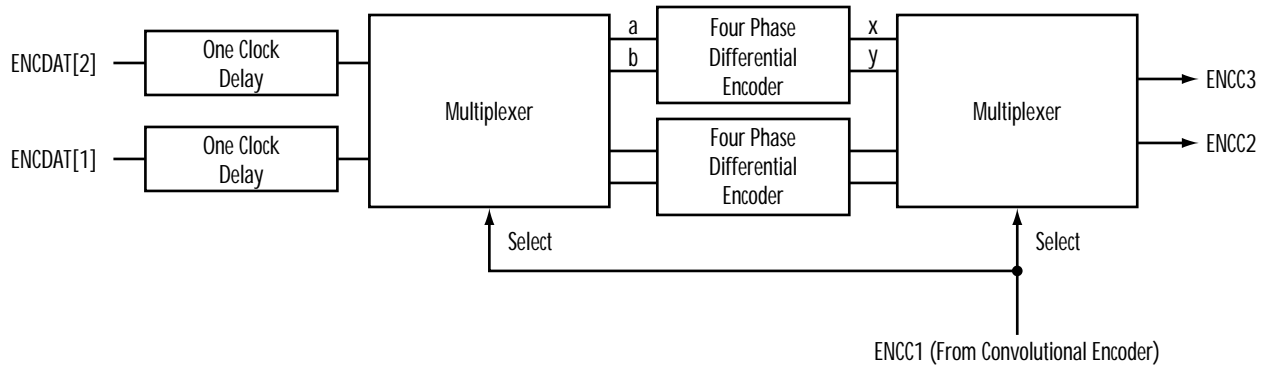 ENCDAT[2]
One Clock
Delay
ENCDAT[1]
One Clock
Delay
Multiplexer
a
b
Four Phase
Differential
Encoder
Four Phase
Differential
Encoder
x
y
Multiplexer
ENCC3
ENCC2
Select
Select
ENCC1 (From Convolutional Encoder)